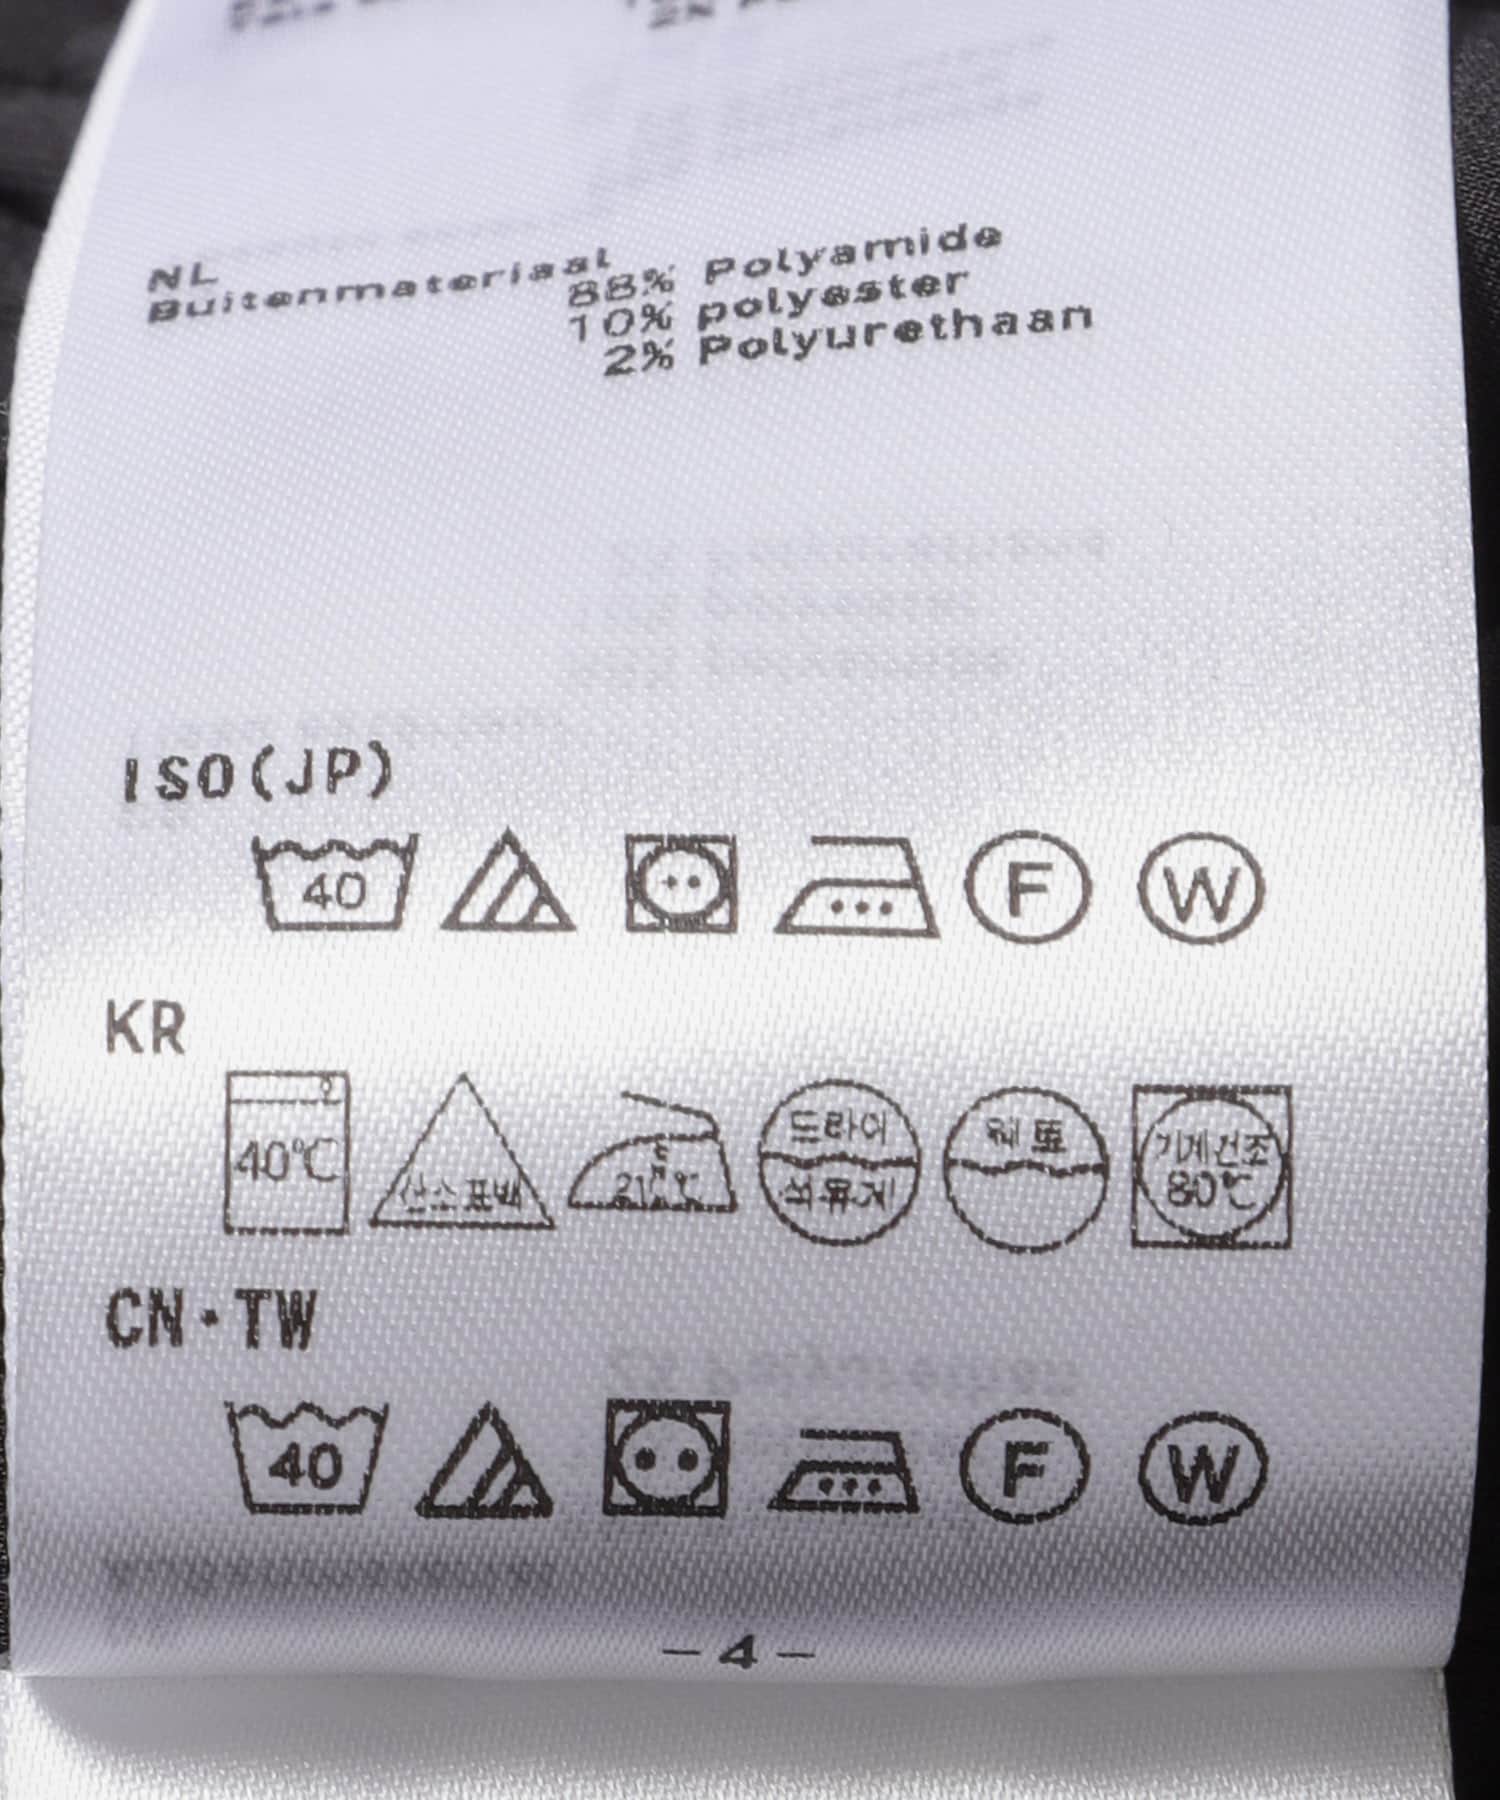 NL
Buitenmateriaal
88% Polyamide
10% polyester
2% Polyurethaan
ISO(JP)
40 F W
KR
40℃ 산소표백 드라이 석유계 웨트 기계건조 80℃
CN·TW
40 F W
-4-